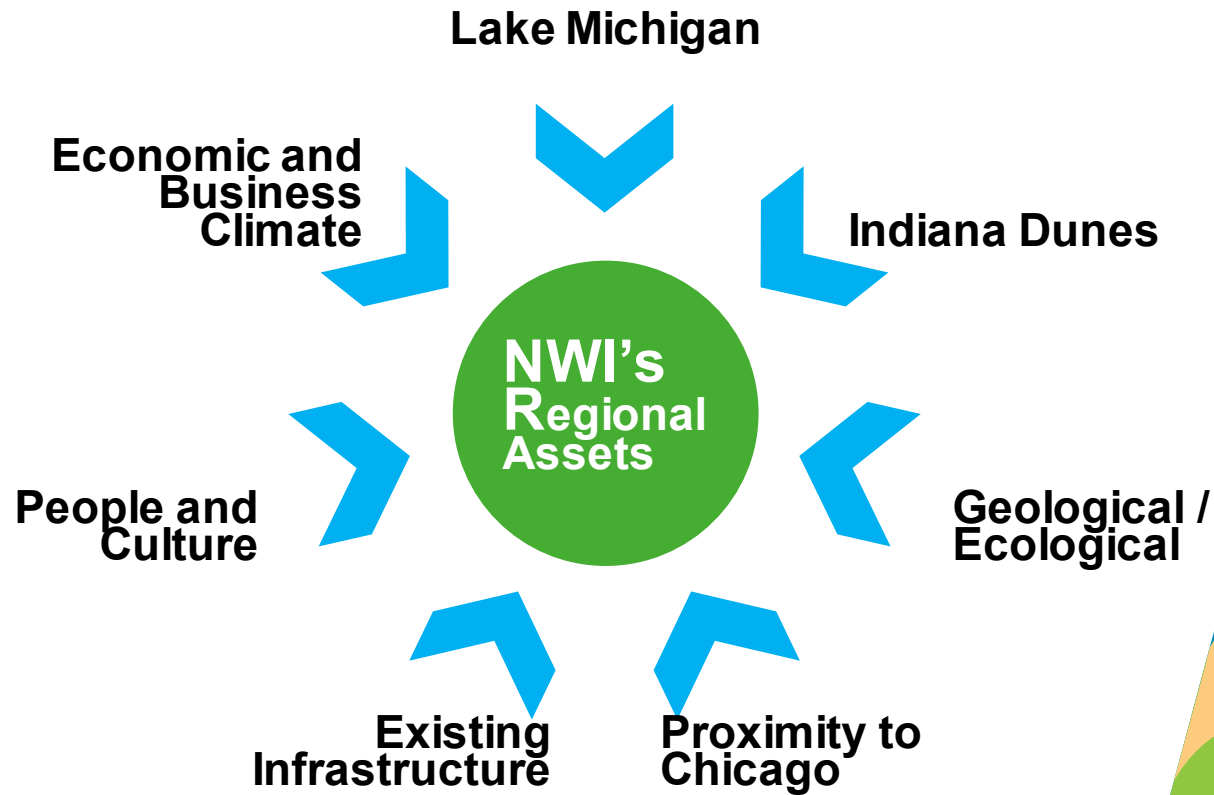 Lake Michigan
Economic and
Business
Climate
Indiana Dunes
NWI’s
Regional
Assets
People and
Culture
Geological /
Ecological
Existing
Infrastructure
Proximity to
Chicago